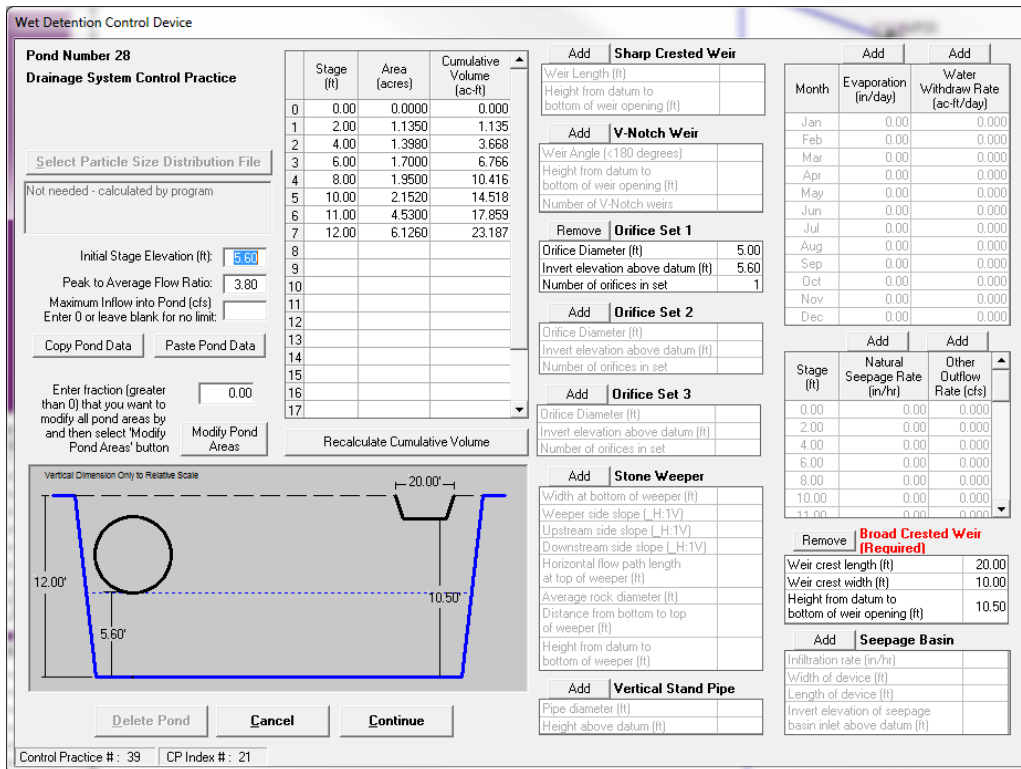 Wet Detention Control Device
Pond Number 28
Drainage System Control Practice
Select Particle Size Distribution File
Not needed - calculated by program
Initial Stage Elevation (ft): 5.60
Peak to Average Flow Ratio: 3.80
Maximum Inflow into Pond (cfs)
Enter 0 or leave blank for no limit:
Copy Pond Data Paste Pond Data
Enter fraction (greater
than 0) that you want to
modify all pond areas by
and then select 'Modify
Pond Areas' button
0.00
Modify Pond
Areas
Stage
(ft)
Area
(acres)
Cumulative
Volume
(ac-ft)
0 0.00 0.0000 0.000
1 2.00 1.1350 1.135
2 4.00 1.3980 3.668
3 6.00 1.7000 6.766
4 8.00 1.9500 10.416
5 10.00 2.1520 14.518
6 11.00 4.5300 17.859
7 12.00 6.1260 23.187
8
9
10
11
12
13
14
15
16
17
Recalculate Cumulative Volume
Vertical Dimension Only to Relative Scale
20.00'
12.00'
10.50'
5.60'
Delete Pond Cancel Continue
Control Practice # : 39 CP Index # : 21
Add Sharp Crested Weir
Weir Length (ft)
Height from datum to
bottom of weir opening (ft)
Add V-Notch Weir
Weir Angle (<180 degrees)
Height from datum to
bottom of weir opening (ft)
Number of V-Notch weirs
Remove Orifice Set 1
Orifice Diameter (ft) 5.00
Invert elevation above datum (ft) 5.60
Number of orifices in set 1
Add Orifice Set 2
Orifice Diameter (ft)
Invert elevation above datum (ft)
Number of orifices in set
Add Orifice Set 3
Orifice Diameter (ft)
Invert elevation above datum (ft)
Number of orifices in set
Add Stone Weeper
Width at bottom of weeper (ft)
Weeper side slope (_H:1V)
Upstream side slope (_H:1V)
Downstream side slope (_H:1V)
Horizontal flow path length
at top of weeper (ft)
Average rock diameter (ft)
Distance from bottom to top
of weeper (ft)
Height from datum to
bottom of weeper (ft)
Add Vertical Stand Pipe
Pipe diameter (ft)
Height above datum (ft)
Add Add
Month
Evaporation
(in/day)
Water
Withdraw Rate
(ac-ft/day)
Jan 0.00 0.000
Feb 0.00 0.000
Mar 0.00 0.000
Apr 0.00 0.000
May 0.00 0.000
Jun 0.00 0.000
Jul 0.00 0.000
Aug 0.00 0.000
Sep 0.00 0.000
Oct 0.00 0.000
Nov 0.00 0.000
Dec 0.00 0.000
Add Add
Stage
(ft)
Natural
Seepage Rate
(in/hr)
Other
Outflow
Rate (cfs)
0.00 0.00 0.000
2.00 0.00 0.000
4.00 0.00 0.000
6.00 0.00 0.000
8.00 0.00 0.000
10.00 0.00 0.000
11.00 0.00 0.000
Remove Broad Crested Weir
(Required)
Weir crest length (ft) 20.00
Weir crest width (ft) 10.00
Height from datum to
bottom of weir opening (ft) 10.50
Add Seepage Basin
Infiltration rate (in/hr)
Width of device (ft)
Length of device (ft)
Invert elevation of seepage
basin inlet above datum (ft)